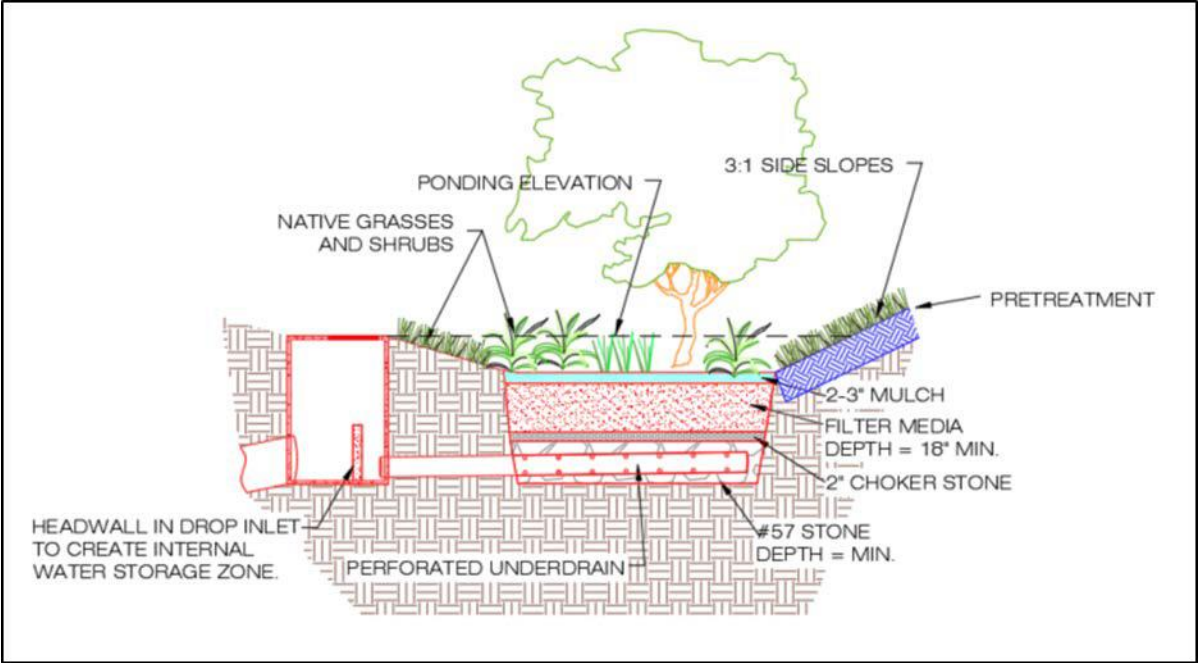 3:1 SIDE SLOPES
PONDING ELEVATION
NATIVE GRASSES
AND SHRUBS
PRETREATMENT
2-3" MULCH
FILTER MEDIA
DEPTH = 18" MIN.
2" CHOKER STONE
HEADWALL IN DROP INLET
TO CREATE INTERNAL
WATER STORAGE ZONE.
PERFORATED UNDERDRAIN
#57 STONE
DEPTH = MIN.